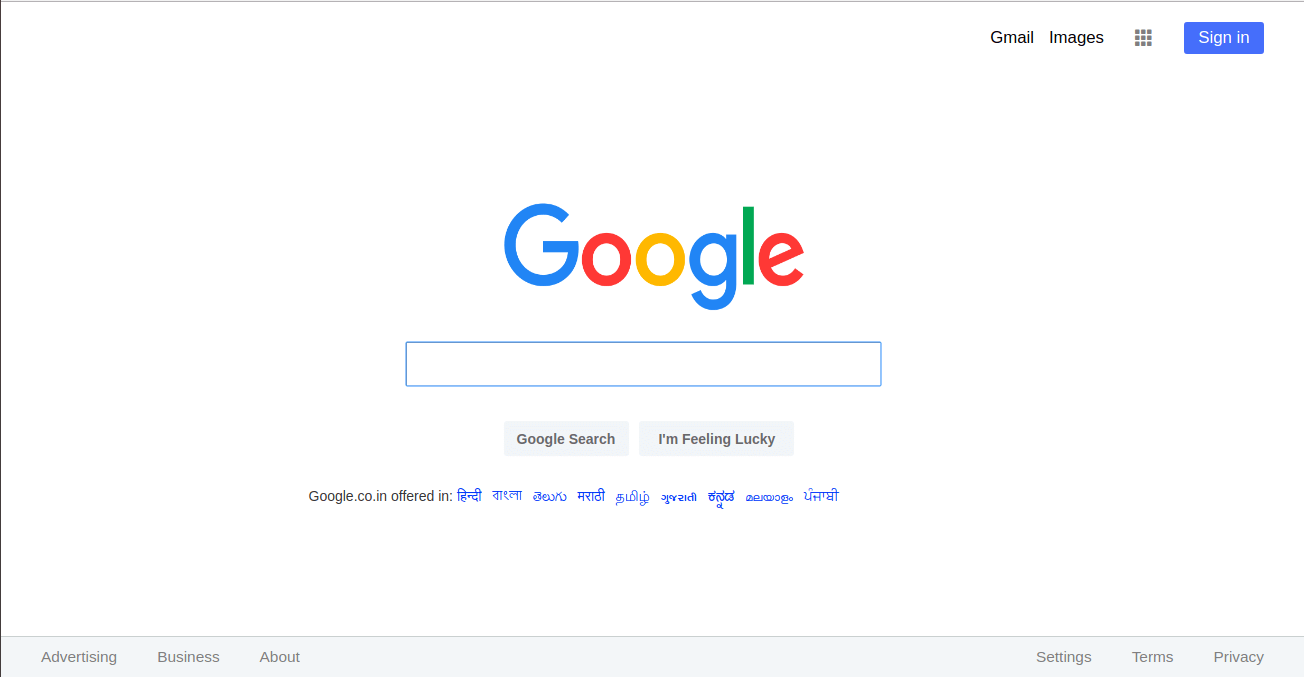 Gmail Images Sign in
Google
Google Search I'm Feeling Lucky
Google.co.in offered in: हिन्दी বাংলা తెలుగు मराठी தமிழ் ગુજરાતી ಕನ್ನಡ മലയാളം ਪੰਜਾਬੀ
Advertising Business About Settings Terms Privacy